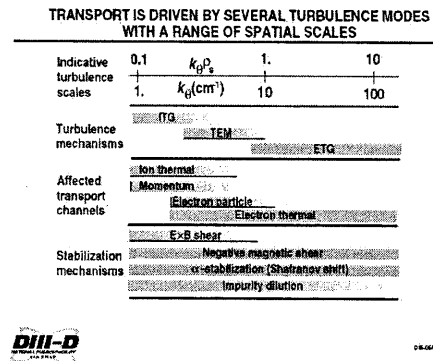 TRANSPORT IS DRIVEN BY SEVERAL TURBULENCE MODES
WITH A RANGE OF SPATIAL SCALES
Indicative
turbulence
scales
0.1 kθρs 1. 10
1. kθ(cm⁻¹) 10 100
Turbulence
mechanisms
ITG
TEM
ETG
Affected
transport
channels
Ion thermal
Momentum
Electron particle
Electron thermal
Stabilization
mechanisms
E×B shear
Negative magnetic shear
α-stabilization (Shafranov shift)
Impurity dilution
DIII-D